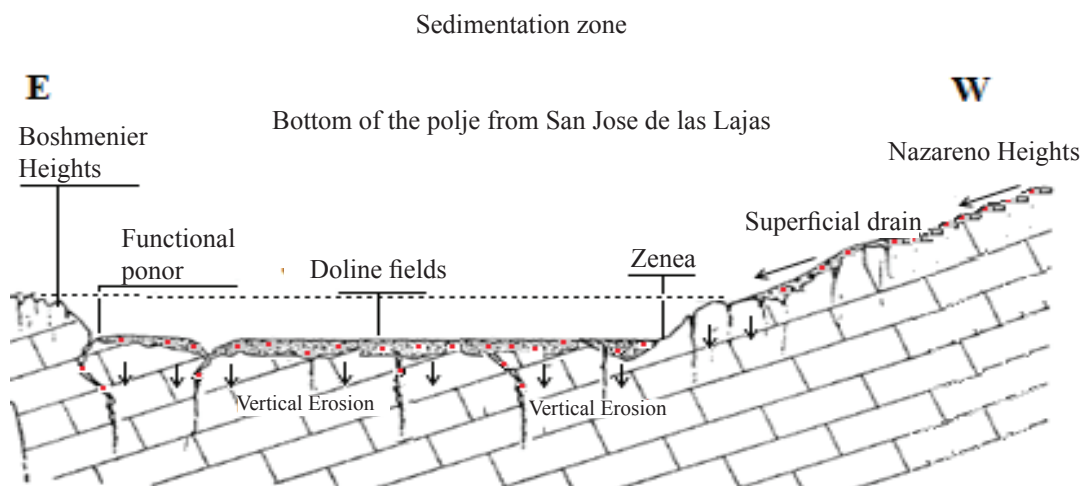 Sedimentation zone
E
W
Bottom of the polje from San Jose de las Lajas
Boshmenier
Heights
Nazareno Heights
Superficial drain
Functional
ponor
Doline fields
Zenea
Vertical Erosion
Vertical Erosion